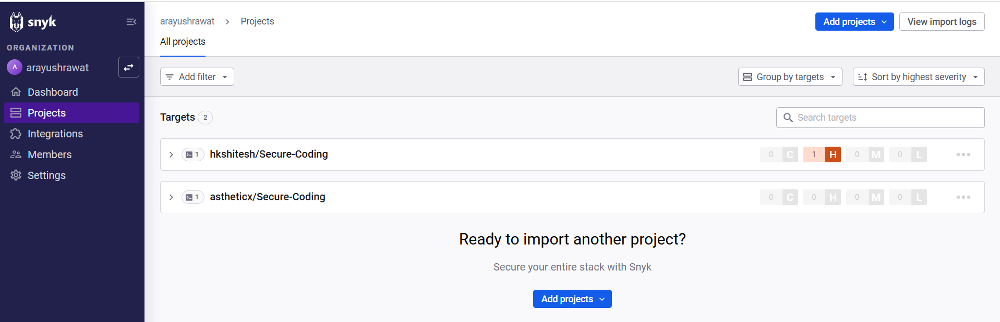 snyk
ORGANIZATION
A arayushrawat
Dashboard
Projects
Integrations
Members
Settings
arayushrawat > Projects
Add projects
View import logs
All projects
Add filter
Group by targets
Sort by highest severity
Targets 2
Search targets
1 hkshitesh/Secure-Coding 0 C 1 H 0 M 0 L
1 astheticx/Secure-Coding 0 C 0 H 0 M 0 L
Ready to import another project?
Secure your entire stack with Snyk
Add projects